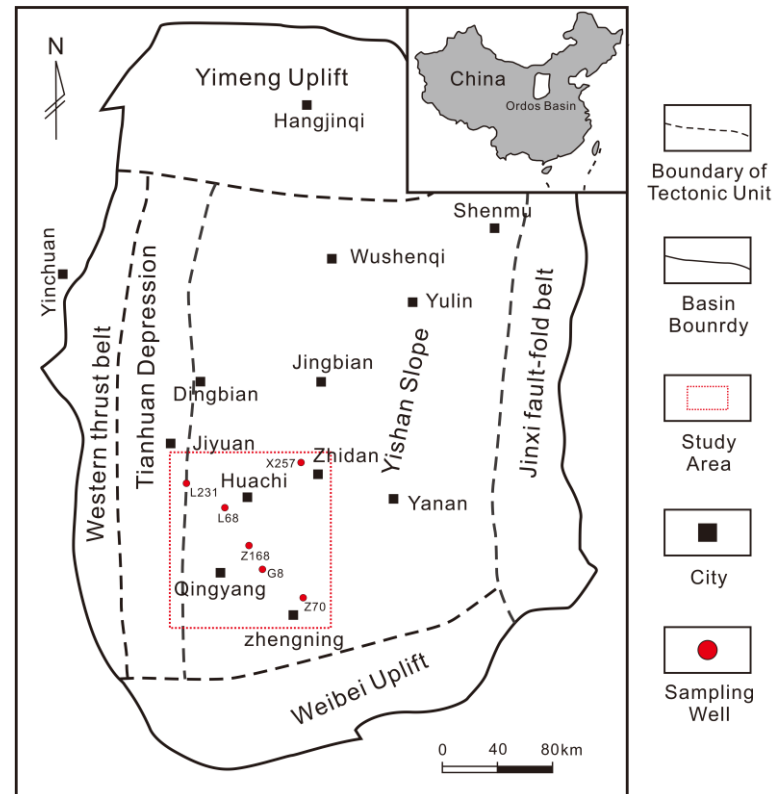 N
Yimeng Uplift
Hangjinqi
China
Ordos Basin
Shenmu
Wushenqi
Yinchuan
Yulin
Western thrust belt
Tianhuan Depression
Dingbian
Jingbian
Yishan Slope
Jinxi fault-fold belt
Jiyuan
X257
Zhidan
L231
Huachi
L68
Yanan
Z168
G8
Qingyang
Z70
zhengning
Weibei Uplift
0 40 80km
Boundary of
Tectonic Unit
Basin
Bounrdy
Study
Area
City
Sampling
Well